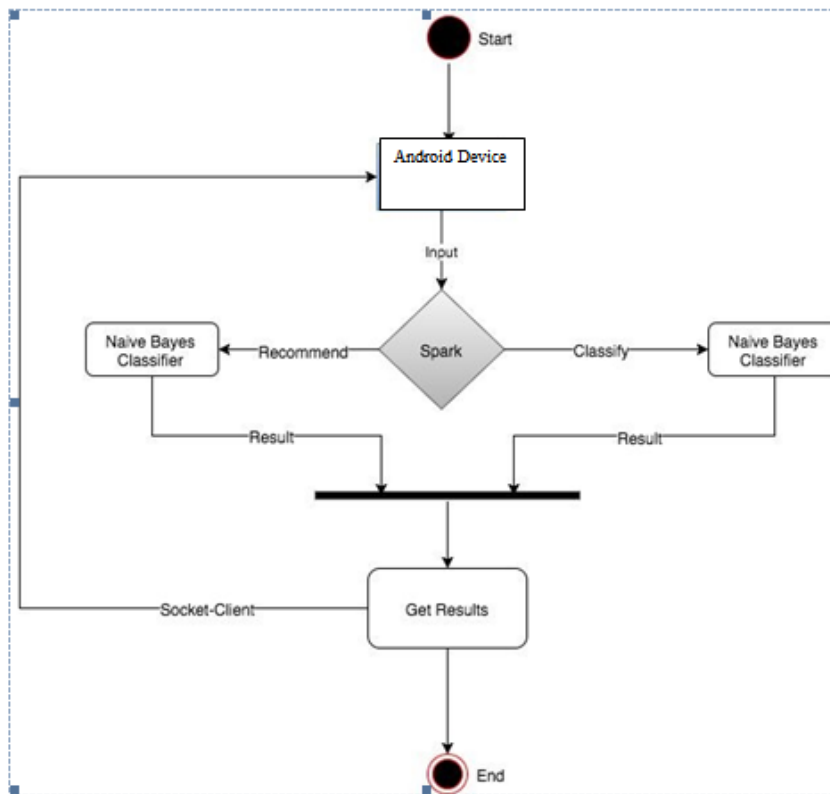 Start
Android Device
Input
Naive Bayes
Classifier
Recommend
Spark
Classify
Naive Bayes
Classifier
Result
Result
Socket-Client
Get Results
End